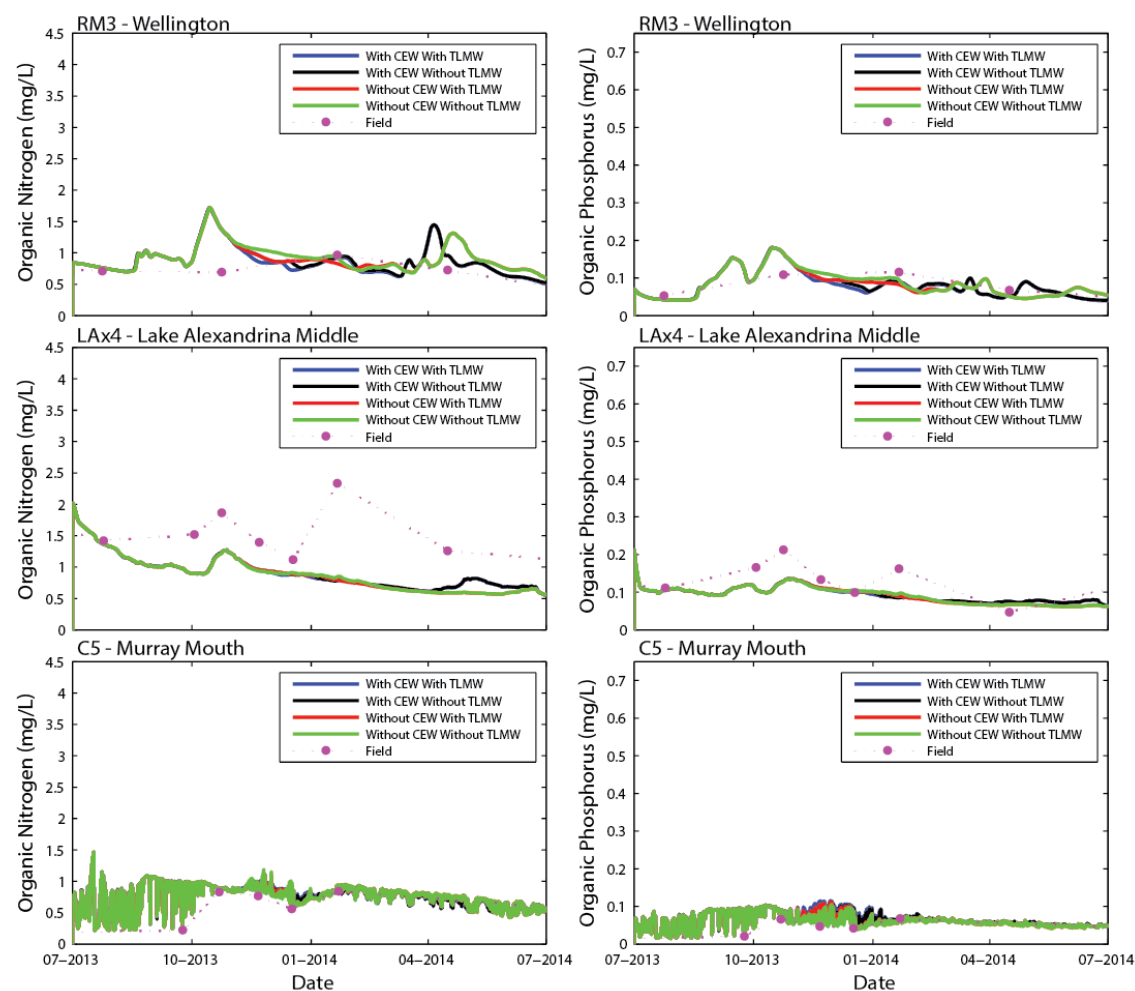 RM3 - Wellington
4.5
4
3.5
3
2.5
2
1.5
1
0.5
0
Organic Nitrogen (mg/L)
With CEW With TLMW
With CEW Without TLMW
Without CEW With TLMW
Without CEW Without TLMW
Field
RM3 - Wellington
0.7
0.6
0.5
0.4
0.3
0.2
0.1
0
Organic Phosphorus (mg/L)
With CEW With TLMW
With CEW Without TLMW
Without CEW With TLMW
Without CEW Without TLMW
Field
LAx4 - Lake Alexandrina Middle
4.5
4
3.5
3
2.5
2
1.5
1
0.5
0
Organic Nitrogen (mg/L)
With CEW With TLMW
With CEW Without TLMW
Without CEW With TLMW
Without CEW Without TLMW
Field
LAx4 - Lake Alexandrina Middle
0.7
0.6
0.5
0.4
0.3
0.2
0.1
0
Organic Phosphorus (mg/L)
With CEW With TLMW
With CEW Without TLMW
Without CEW With TLMW
Without CEW Without TLMW
Field
C5 - Murray Mouth
4.5
4
3.5
3
2.5
2
1.5
1
0.5
0
Organic Nitrogen (mg/L)
With CEW With TLMW
With CEW Without TLMW
Without CEW With TLMW
Without CEW Without TLMW
Field
07–2013 10–2013 01–2014 04–2014 07–2014
Date
C5 - Murray Mouth
0.7
0.6
0.5
0.4
0.3
0.2
0.1
0
Organic Phosphorus (mg/L)
With CEW With TLMW
With CEW Without TLMW
Without CEW With TLMW
Without CEW Without TLMW
Field
07–2013 10–2013 01–2014 04–2014 07–2014
Date